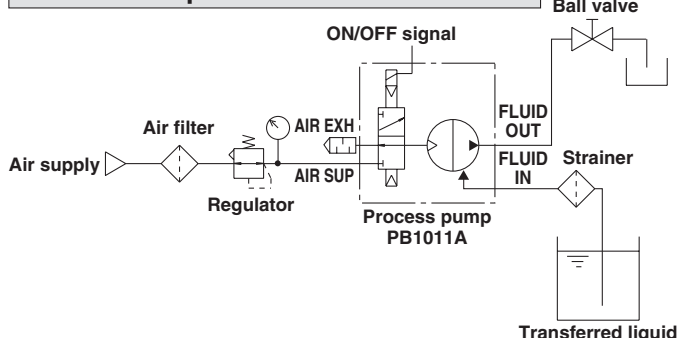 Ball valve
ON/OFF signal
FLUID
OUT
Air filter
AIR EXH
FLUID
IN
Strainer
Air supply
AIR SUP
Regulator
Process pump
PB1011A
Transferred liquid